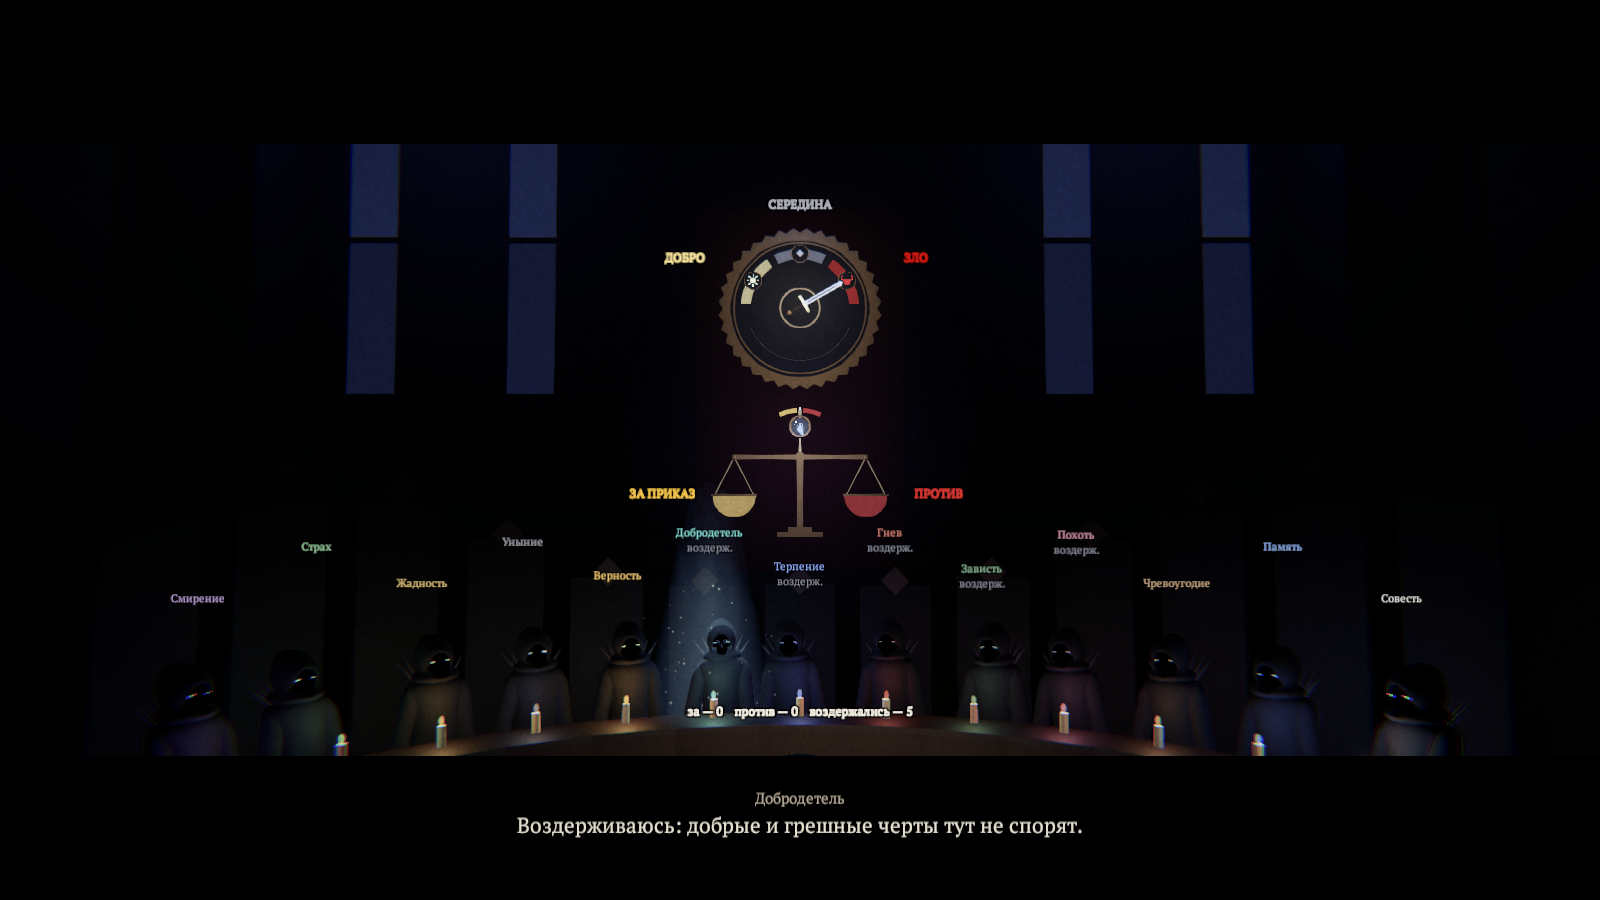 СЕРЕДИНА
ДОБРО
ЗЛО
ЗА ПРИКАЗ
ПРОТИВ
Добродетель
воздерж.
Гнев
воздерж.
Похоть
воздерж.
Страх
Уныние
Память
Терпение
воздерж.
Зависть
воздерж.
Жадность
Верность
Чревоугодие
Смирение
Совесть
за — 0 против — 0 воздержались — 5
Добродетель
Воздерживаюсь: добрые и грешные черты тут не спорят.